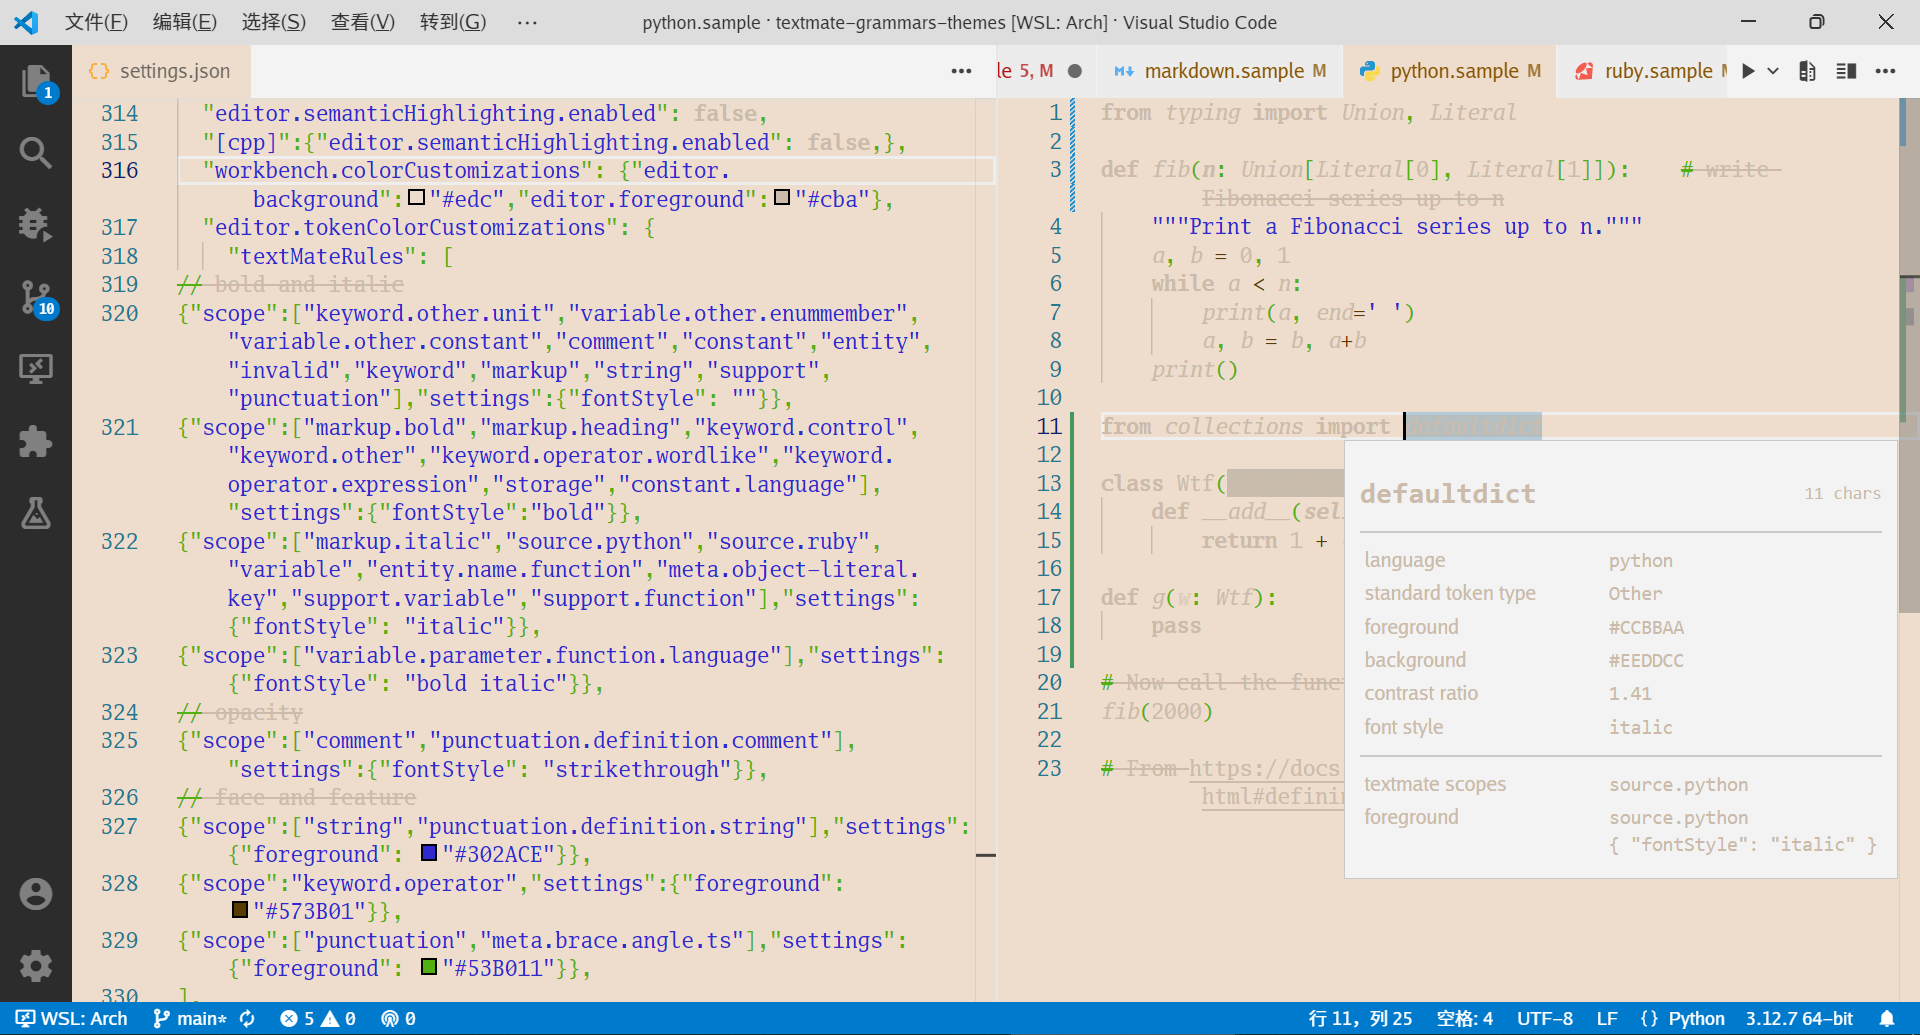 文件(F) 编辑(E) 选择(S) 查看(V) 转到(G) ··· python.sample · textmate-grammars-themes [WSL: Arch] · Visual Studio Code
settings.json
le 5, M markdown.sample M python.sample M ruby.sample
1
10
314 "editor.semanticHighlighting.enabled": false,
315 "[cpp]":{"editor.semanticHighlighting.enabled": false,},
316 "workbench.colorCustomizations": {"editor.
background":"#edc","editor.foreground":"#cba"},
317 "editor.tokenColorCustomizations": {
318 "textMateRules": [
319 // bold and italic
320 {"scope":["keyword.other.unit","variable.other.enummember",
"variable.other.constant","comment","constant","entity",
"invalid","keyword","markup","string","support",
"punctuation"],"settings":{"fontStyle": ""}},
321 {"scope":["markup.bold","markup.heading","keyword.control",
"keyword.other","keyword.operator.wordlike","keyword.
operator.expression","storage","constant.language"],
"settings":{"fontStyle":"bold"}},
322 {"scope":["markup.italic","source.python","source.ruby",
"variable","entity.name.function","meta.object-literal.
key","support.variable","support.function"],"settings":
{"fontStyle": "italic"}},
323 {"scope":["variable.parameter.function.language"],"settings":
{"fontStyle": "bold italic"}},
324 // opacity
325 {"scope":["comment","punctuation.definition.comment"],
"settings":{"fontStyle": "strikethrough"}},
326 // face and feature
327 {"scope":["string","punctuation.definition.string"],"settings":
{"foreground": "#302ACE"}},
328 {"scope":"keyword.operator","settings":{"foreground":
"#573B01"}},
329 {"scope":["punctuation","meta.brace.angle.ts"],"settings":
{"foreground": "#53B011"}},
330 ],
1 from typing import Union, Literal
2
3 def fib(n: Union[Literal[0], Literal[1]]): # write
Fibonacci series up to n
4 """Print a Fibonacci series up to n."""
5 a, b = 0, 1
6 while a < n:
7 print(a, end=' ')
8 a, b = b, a+b
9 print()
10
11 from collections import defaultdict
12
13 class Wtf(
14 def __add__(sel
15 return 1 +
16
17 def g(w: Wtf):
18 pass
19
20 # Now call the func
21 fib(2000)
22
23 # From https://docs
html#defini
defaultdict 11 chars
language python
standard token type Other
foreground #CCBBAA
background #EEDDCC
contrast ratio 1.41
font style italic
textmate scopes source.python
foreground source.python
{ "fontStyle": "italic" }
WSL: Arch main* 5 0 0 行 11，列 25 空格: 4 UTF-8 LF {} Python 3.12.7 64-bit